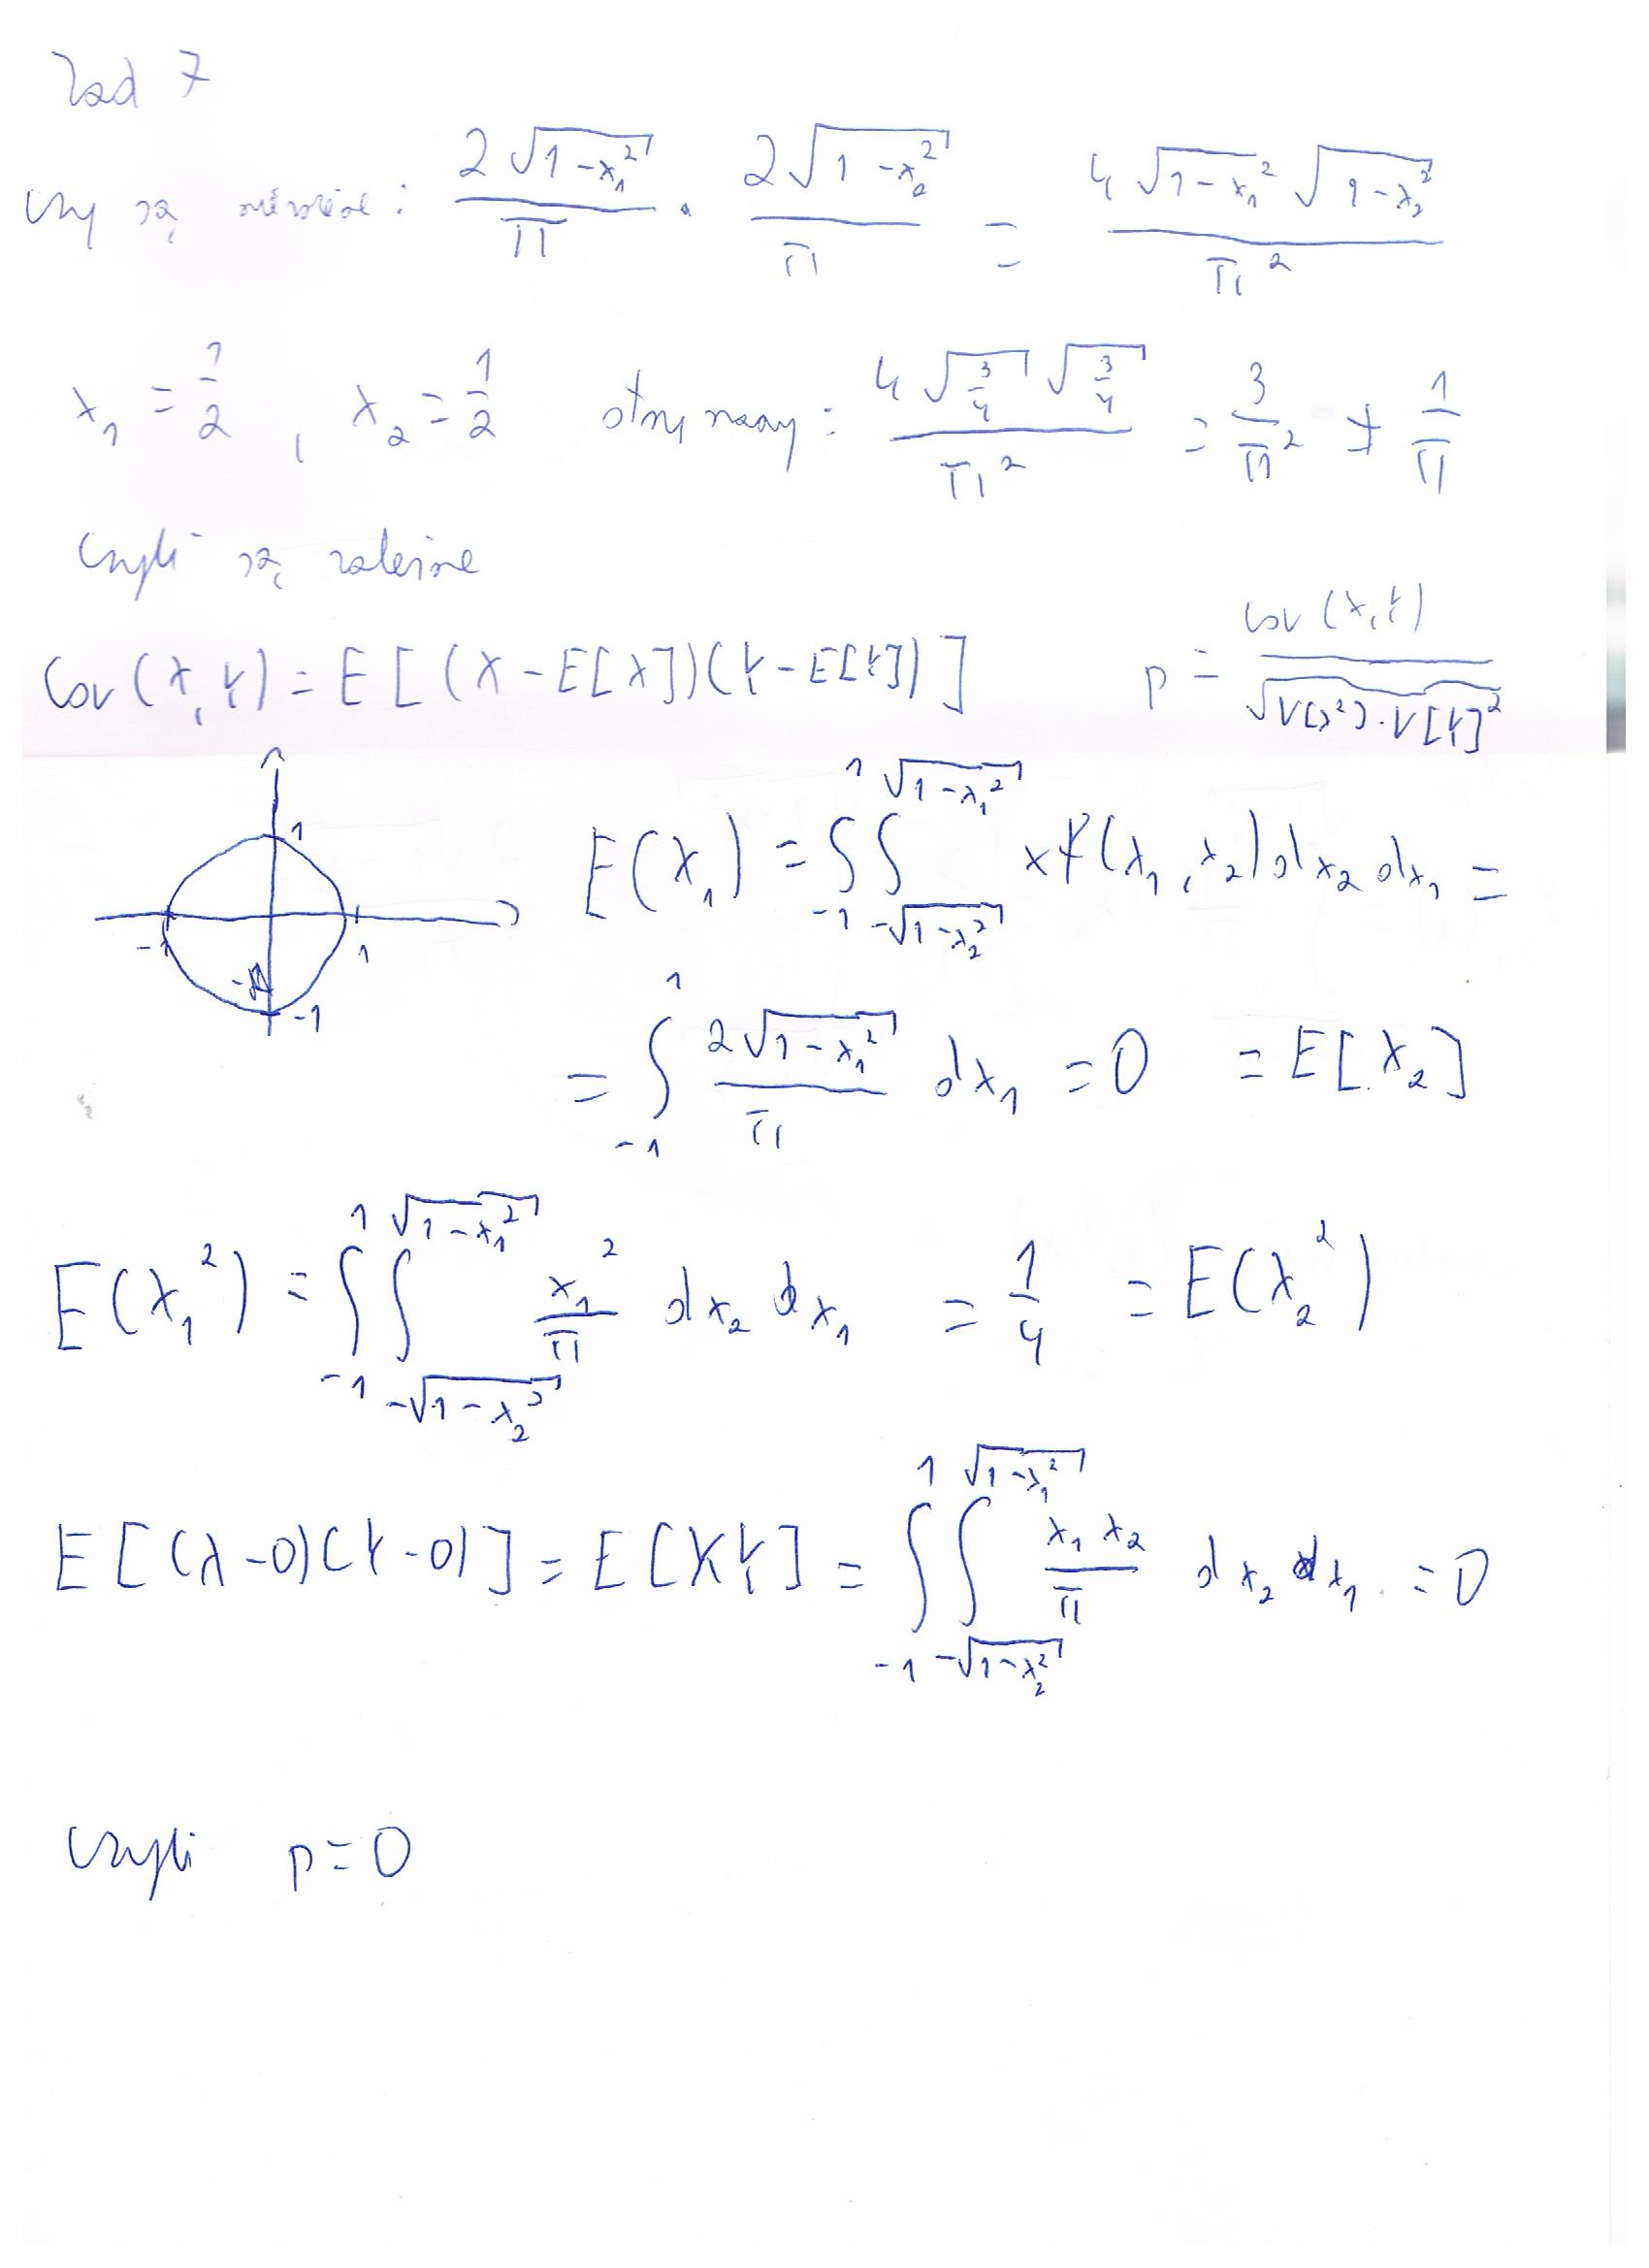 Zad 7
czy są niezależne : \frac{2\sqrt{1-x_1^2}}{\pi} \cdot \frac{2\sqrt{1-x_2^2}}{\pi} = \frac{4\sqrt{1-x_1^2}\sqrt{1-x_2^2}}{\pi^2}
x_1 = \frac{1}{2} , x_2 = \frac{1}{2} otrzymamy : \frac{4\sqrt{\frac{3}{4}}\sqrt{\frac{3}{4}}}{\pi^2} = \frac{3}{\pi^2} ≠ \frac{1}{\pi}
czyli są zależne
Cov(X,Y) = E[(X-E[X])(Y-E[Y])] p = \frac{cov(X,Y)}{\sqrt{V(X^2) \cdot V[Y]^2}}
1 1 -1 -1
E(X_1) = \int_{-1}^{1}\int_{-\sqrt{1-x_2^2}}^{\sqrt{1-x_1^2}} x f(x_1,x_2) dx_2 dx_1 =
= \int_{-1}^{1} \frac{2\sqrt{1-x_1^2}}{\pi} dx_1 = 0 = E[X_2]
E(X_1^2) = \int_{-1}^{1}\int_{-\sqrt{1-x_2^2}}^{\sqrt{1-x_1^2}} \frac{x_1^2}{\pi} dx_2 dx_1 = \frac{1}{4} = E(X_2^2)
E[(X-0)(Y-0)] = E[XY] = \int_{-1}^{1}\int_{-\sqrt{1-x_2^2}}^{\sqrt{1-x_1^2}} \frac{x_1 x_2}{\pi} dx_2 dx_1 = 0
czyli p = 0